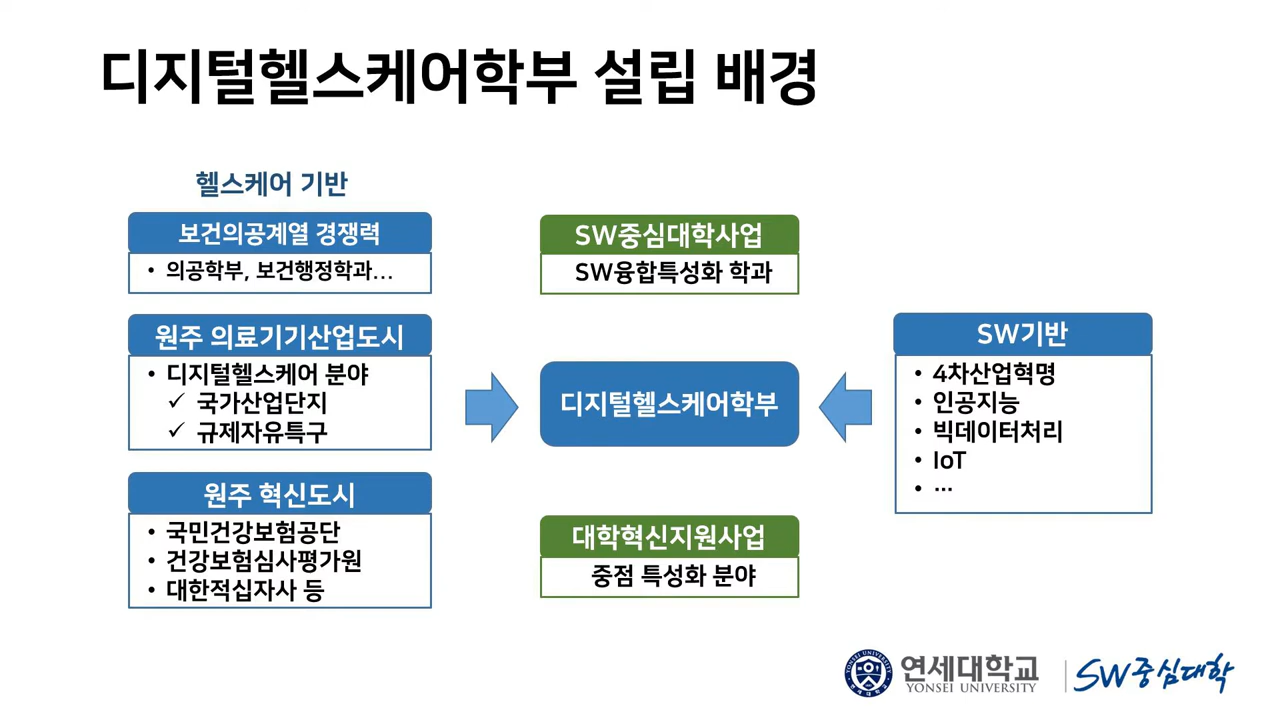 디지털헬스케어학부 설립 배경
헬스케어 기반
보건의공계열 경쟁력
• 의공학부, 보건행정학과...
원주 의료기기산업도시
• 디지털헬스케어 분야
✓ 국가산업단지
✓ 규제자유특구
원주 혁신도시
• 국민건강보험공단
• 건강보험심사평가원
• 대한적십자사 등
SW중심대학사업
SW융합특성화 학과
디지털헬스케어학부
대학혁신지원사업
중점 특성화 분야
SW기반
• 4차산업혁명
• 인공지능
• 빅데이터처리
• IoT
• ...
연세대학교
YONSEI UNIVERSITY
SW중심대학